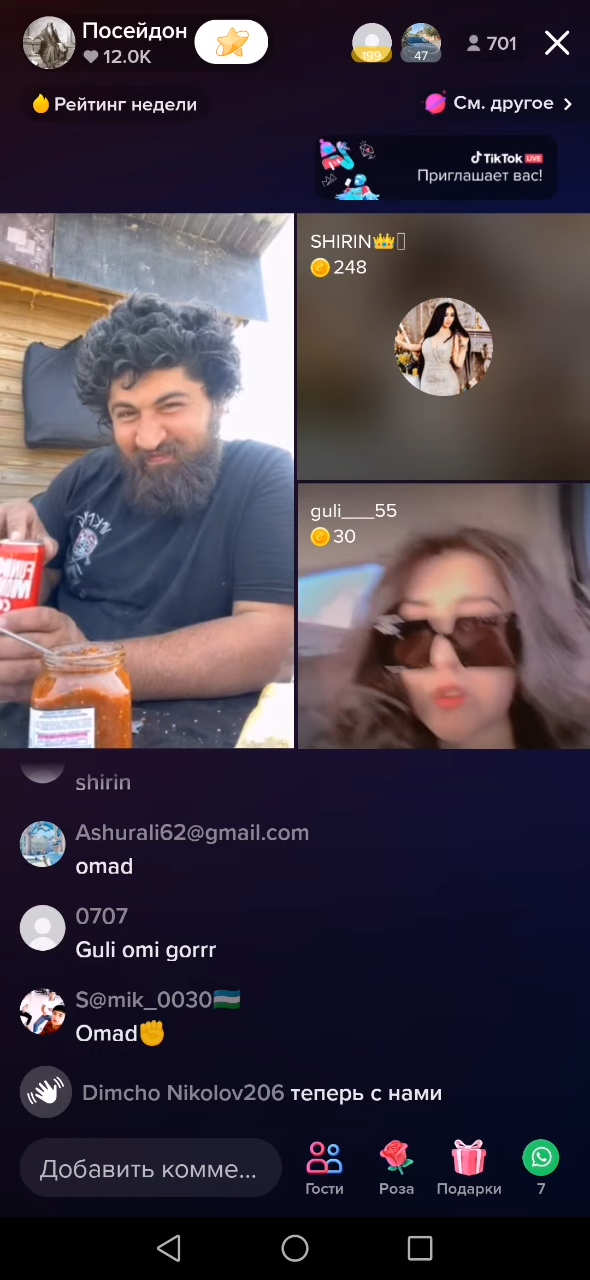 Посейдон
12.0K
199
47
701
Рейтинг недели
См. другое
TikTok LIVE
Приглашает вас!
SHIRIN👑
248
guli___55
30
shirin
Ashurali62@gmail.com
omad
0707
Guli omi gorrr
S@mik_0030🇺🇿
Omad✊
Dimcho Nikolov206 теперь с нами
Добавить комме...
Гости
Роза
Подарки
7